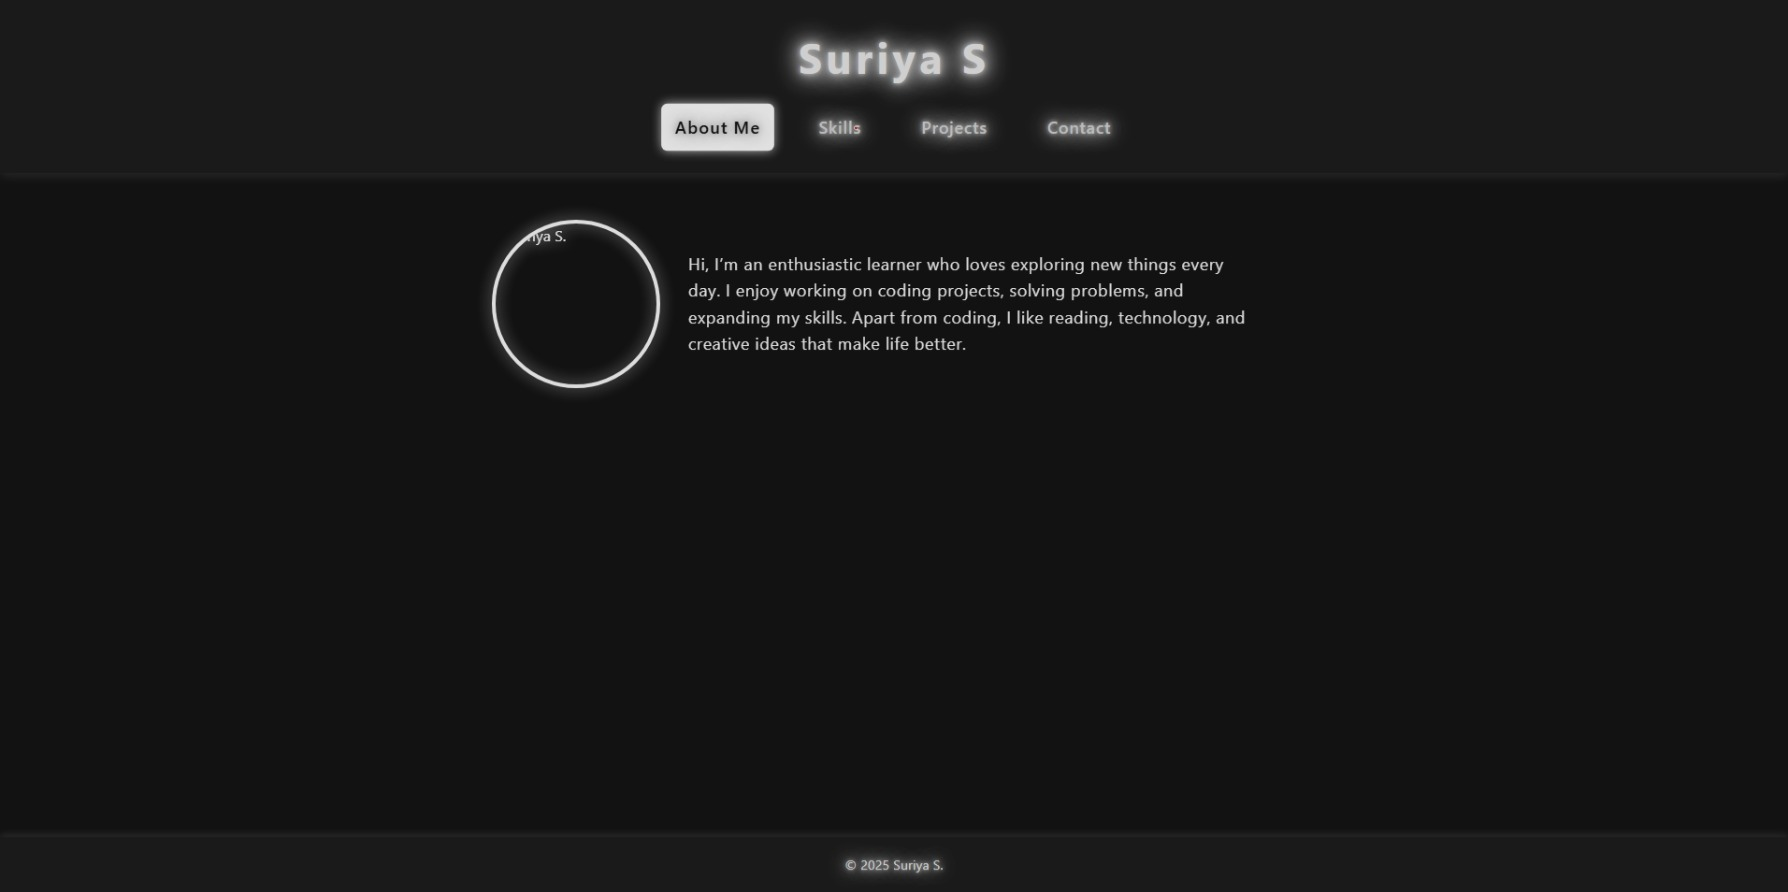 Suriya S
About Me Skills Projects Contact
S.
Hi, I’m an enthusiastic learner who loves exploring new things every
day. I enjoy working on coding projects, solving problems, and
expanding my skills. Apart from coding, I like reading, technology, and
creative ideas that make life better.
© 2025 Suriya S.